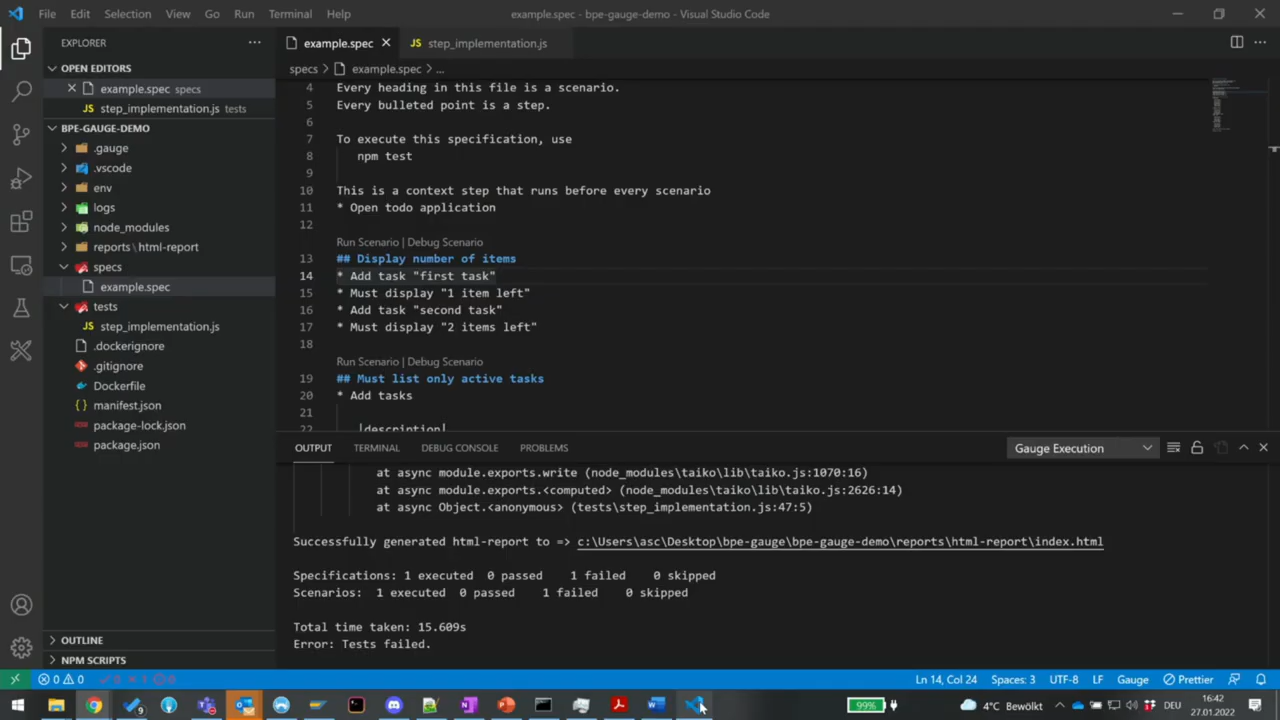 File Edit Selection View Go Run Terminal Help
example.spec - bpe-gauge-demo - Visual Studio Code
EXPLORER
OPEN EDITORS
example.spec specs
JS step_implementation.js tests
BPE-GAUGE-DEMO
.gauge
.vscode
env
logs
node_modules
reports \ html-report
specs
example.spec
tests
JS step_implementation.js
.dockerignore
.gitignore
Dockerfile
{} manifest.json
package-lock.json
package.json
OUTLINE
NPM SCRIPTS
example.spec
JS step_implementation.js
specs > example.spec > ...
4 Every heading in this file is a scenario.
5 Every bulleted point is a step.
6
7 To execute this specification, use
8 npm test
9
10 This is a context step that runs before every scenario
11 * Open todo application
12
Run Scenario | Debug Scenario
13 ## Display number of items
14 * Add task "first task"
15 * Must display "1 item left"
16 * Add task "second task"
17 * Must display "2 items left"
18
Run Scenario | Debug Scenario
19 ## Must list only active tasks
20 * Add tasks
21
22 |description|
OUTPUT TERMINAL DEBUG CONSOLE PROBLEMS
Gauge Execution
at async module.exports.write (node_modules\taiko\lib\taiko.js:1070:16)
at async module.exports.<computed> (node_modules\taiko\lib\taiko.js:2626:14)
at async Object.<anonymous> (tests\step_implementation.js:47:5)
Successfully generated html-report to => c:\Users\asc\Desktop\bpe-gauge\bpe-gauge-demo\reports\html-report\index.html
Specifications: 1 executed 0 passed 1 failed 0 skipped
Scenarios: 1 executed 0 passed 1 failed 0 skipped
Total time taken: 15.609s
Error: Tests failed.
0 0 0 1 0
Ln 14, Col 24 Spaces: 3 UTF-8 LF Gauge Prettier
99% 4°C Bewölkt DEU
16:42
27.01.2022